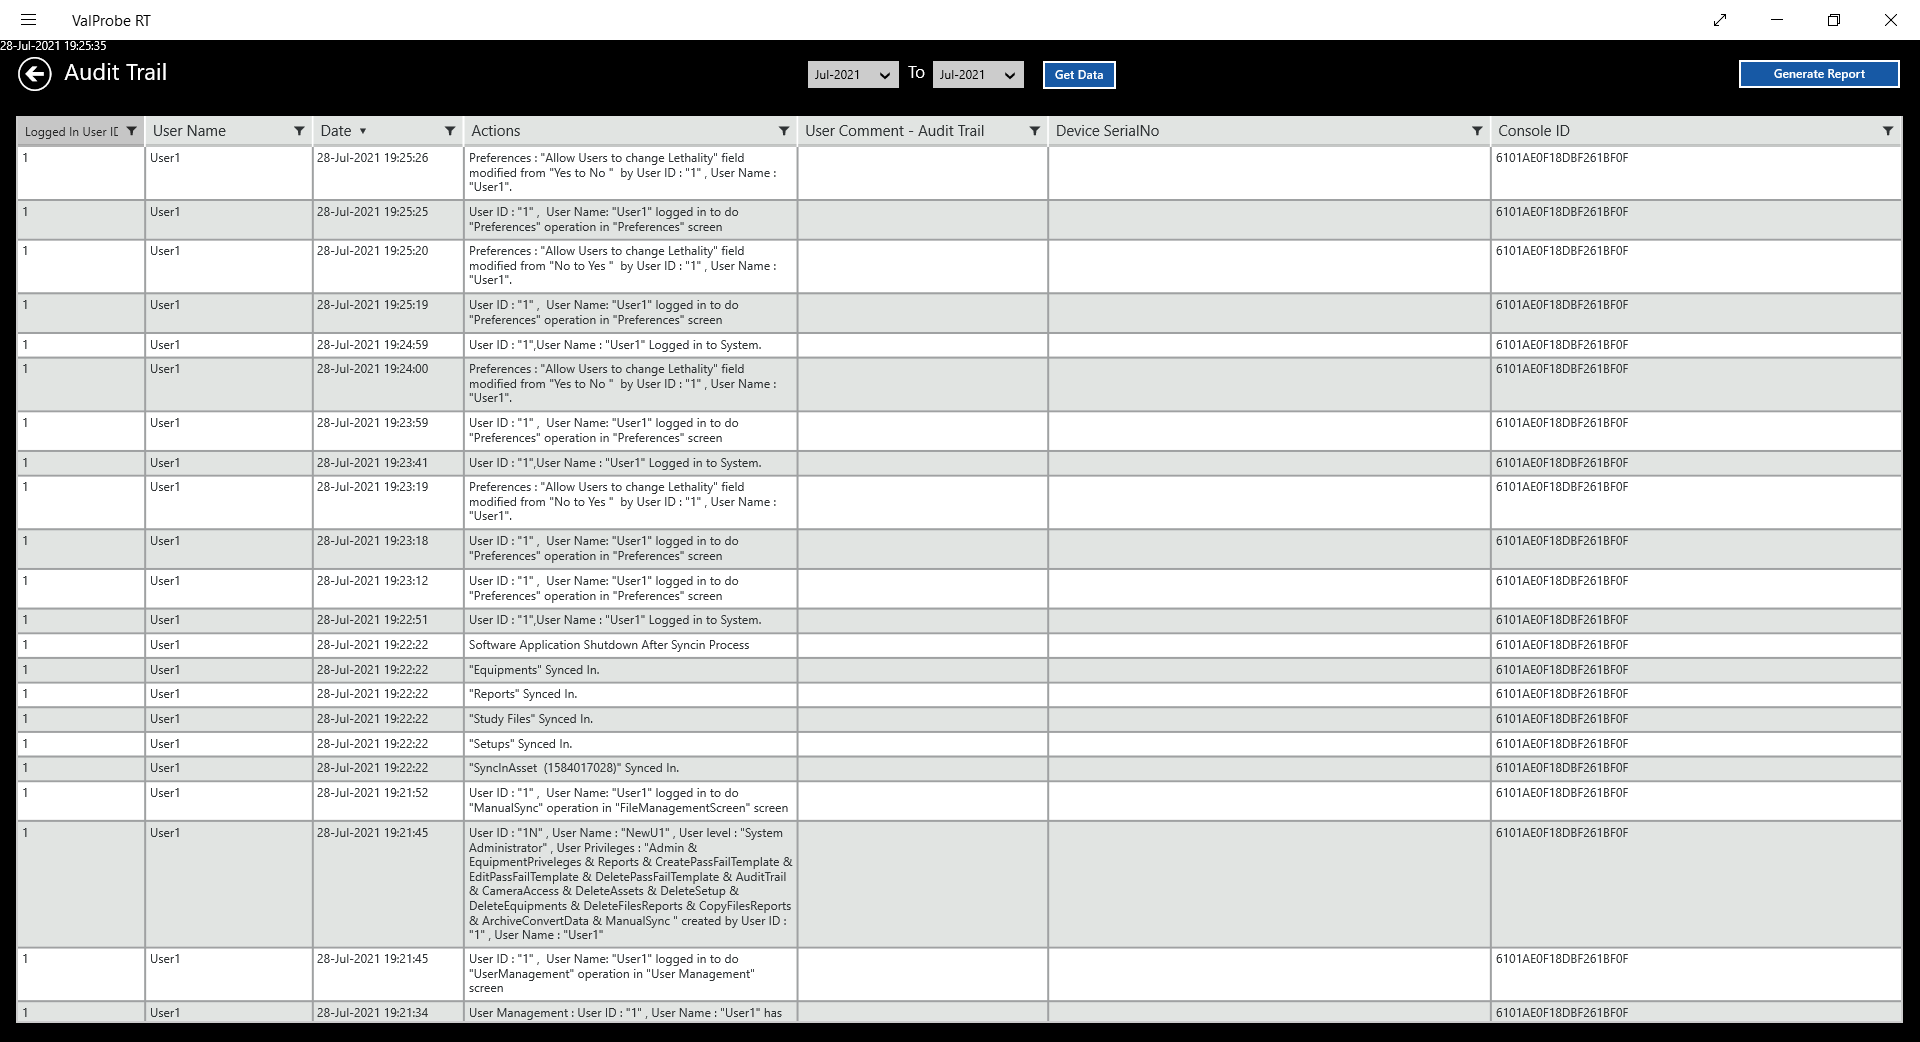 ValProbe RT
28-Jul-2021 19:25:35
Audit Trail
Jul-2021 To Jul-2021 Get Data
Generate Report
Logged In User ID User Name Date Actions User Comment - Audit Trail Device SerialNo Console ID
1 User1 28-Jul-2021 19:25:26 Preferences : "Allow Users to change Lethality" field 6101AE0F18DBF261BF0F
modified from "Yes to No "  by User ID : "1" , User Name :
"User1".
1 User1 28-Jul-2021 19:25:25 User ID : "1" ,  User Name: "User1" logged in to do 6101AE0F18DBF261BF0F
"Preferences" operation in "Preferences" screen
1 User1 28-Jul-2021 19:25:20 Preferences : "Allow Users to change Lethality" field 6101AE0F18DBF261BF0F
modified from "No to Yes "  by User ID : "1" , User Name :
"User1".
1 User1 28-Jul-2021 19:25:19 User ID : "1" ,  User Name: "User1" logged in to do 6101AE0F18DBF261BF0F
"Preferences" operation in "Preferences" screen
1 User1 28-Jul-2021 19:24:59 User ID : "1",User Name : "User1" Logged in to System. 6101AE0F18DBF261BF0F
1 User1 28-Jul-2021 19:24:00 Preferences : "Allow Users to change Lethality" field 6101AE0F18DBF261BF0F
modified from "Yes to No "  by User ID : "1" , User Name :
"User1".
1 User1 28-Jul-2021 19:23:59 User ID : "1" ,  User Name: "User1" logged in to do 6101AE0F18DBF261BF0F
"Preferences" operation in "Preferences" screen
1 User1 28-Jul-2021 19:23:41 User ID : "1",User Name : "User1" Logged in to System. 6101AE0F18DBF261BF0F
1 User1 28-Jul-2021 19:23:19 Preferences : "Allow Users to change Lethality" field 6101AE0F18DBF261BF0F
modified from "No to Yes "  by User ID : "1" , User Name :
"User1".
1 User1 28-Jul-2021 19:23:18 User ID : "1" ,  User Name: "User1" logged in to do 6101AE0F18DBF261BF0F
"Preferences" operation in "Preferences" screen
1 User1 28-Jul-2021 19:23:12 User ID : "1" ,  User Name: "User1" logged in to do 6101AE0F18DBF261BF0F
"Preferences" operation in "Preferences" screen
1 User1 28-Jul-2021 19:22:51 User ID : "1",User Name : "User1" Logged in to System. 6101AE0F18DBF261BF0F
1 User1 28-Jul-2021 19:22:22 Software Application Shutdown After Syncin Process 6101AE0F18DBF261BF0F
1 User1 28-Jul-2021 19:22:22 "Equipments" Synced In. 6101AE0F18DBF261BF0F
1 User1 28-Jul-2021 19:22:22 "Reports" Synced In. 6101AE0F18DBF261BF0F
1 User1 28-Jul-2021 19:22:22 "Study Files" Synced In. 6101AE0F18DBF261BF0F
1 User1 28-Jul-2021 19:22:22 "Setups" Synced In. 6101AE0F18DBF261BF0F
1 User1 28-Jul-2021 19:22:22 "SyncInAsset  (1584017028)" Synced In. 6101AE0F18DBF261BF0F
1 User1 28-Jul-2021 19:21:52 User ID : "1" ,  User Name: "User1" logged in to do 6101AE0F18DBF261BF0F
"ManualSync" operation in "FileManagementScreen" screen
1 User1 28-Jul-2021 19:21:45 User ID : "1N" , User Name : "NewU1" , User level : "System 6101AE0F18DBF261BF0F
Administrator" , User Privileges : "Admin &
EquipmentPriveleges & Reports & CreatePassFailTemplate &
EditPassFailTemplate & DeletePassFailTemplate & AuditTrail
& CameraAccess & DeleteAssets & DeleteSetup &
DeleteEquipments & DeleteFilesReports & CopyFilesReports
& ArchiveConvertData & ManualSync " created by User ID :
"1" , User Name : "User1"
1 User1 28-Jul-2021 19:21:45 User ID : "1" ,  User Name: "User1" logged in to do 6101AE0F18DBF261BF0F
"UserManagement" operation in "User Management"
screen
1 User1 28-Jul-2021 19:21:34 User Management : User ID : "1" , User Name : "User1" has 6101AE0F18DBF261BF0F